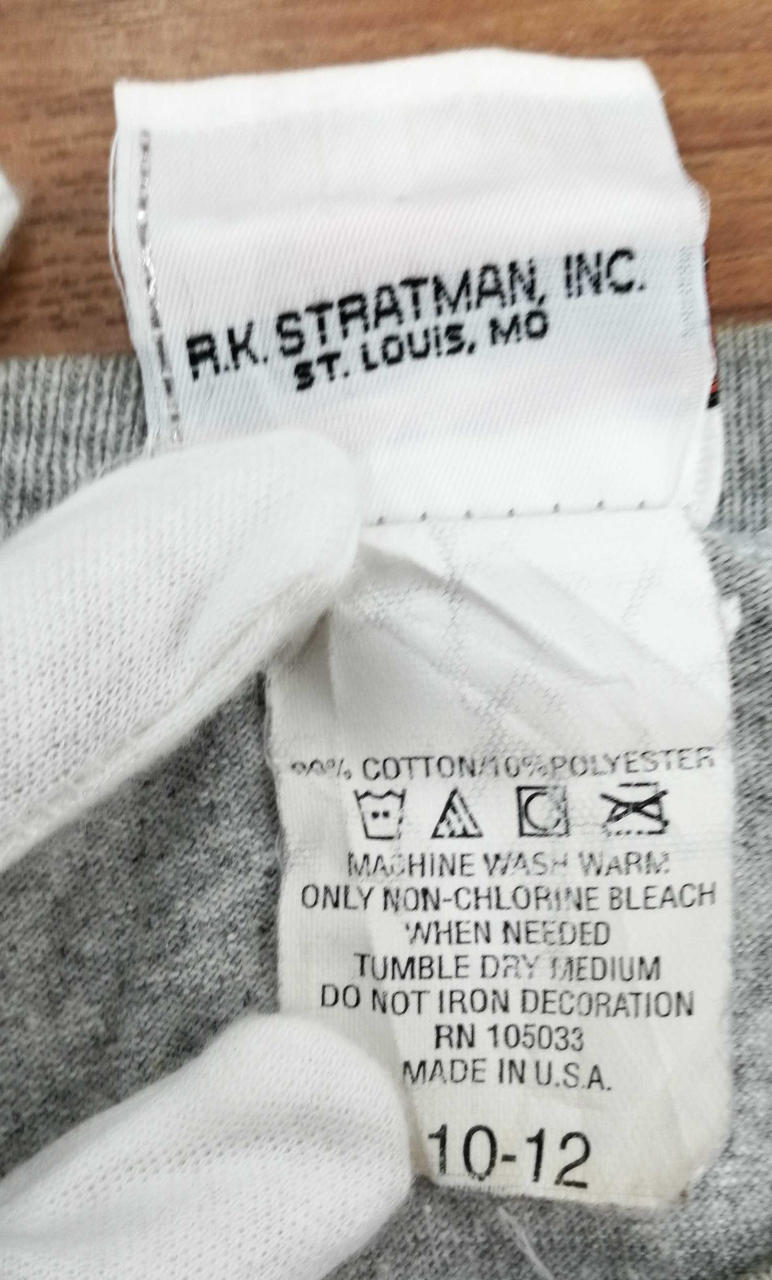 R.K. STRATMAN, INC.
ST. LOUIS, MO
90% COTTON/10%POLYESTER
MACHINE WASH WARM
ONLY NON-CHLORINE BLEACH
WHEN NEEDED
TUMBLE DRY MEDIUM
DO NOT IRON DECORATION
RN 105033
MADE IN U.S.A.
10-12